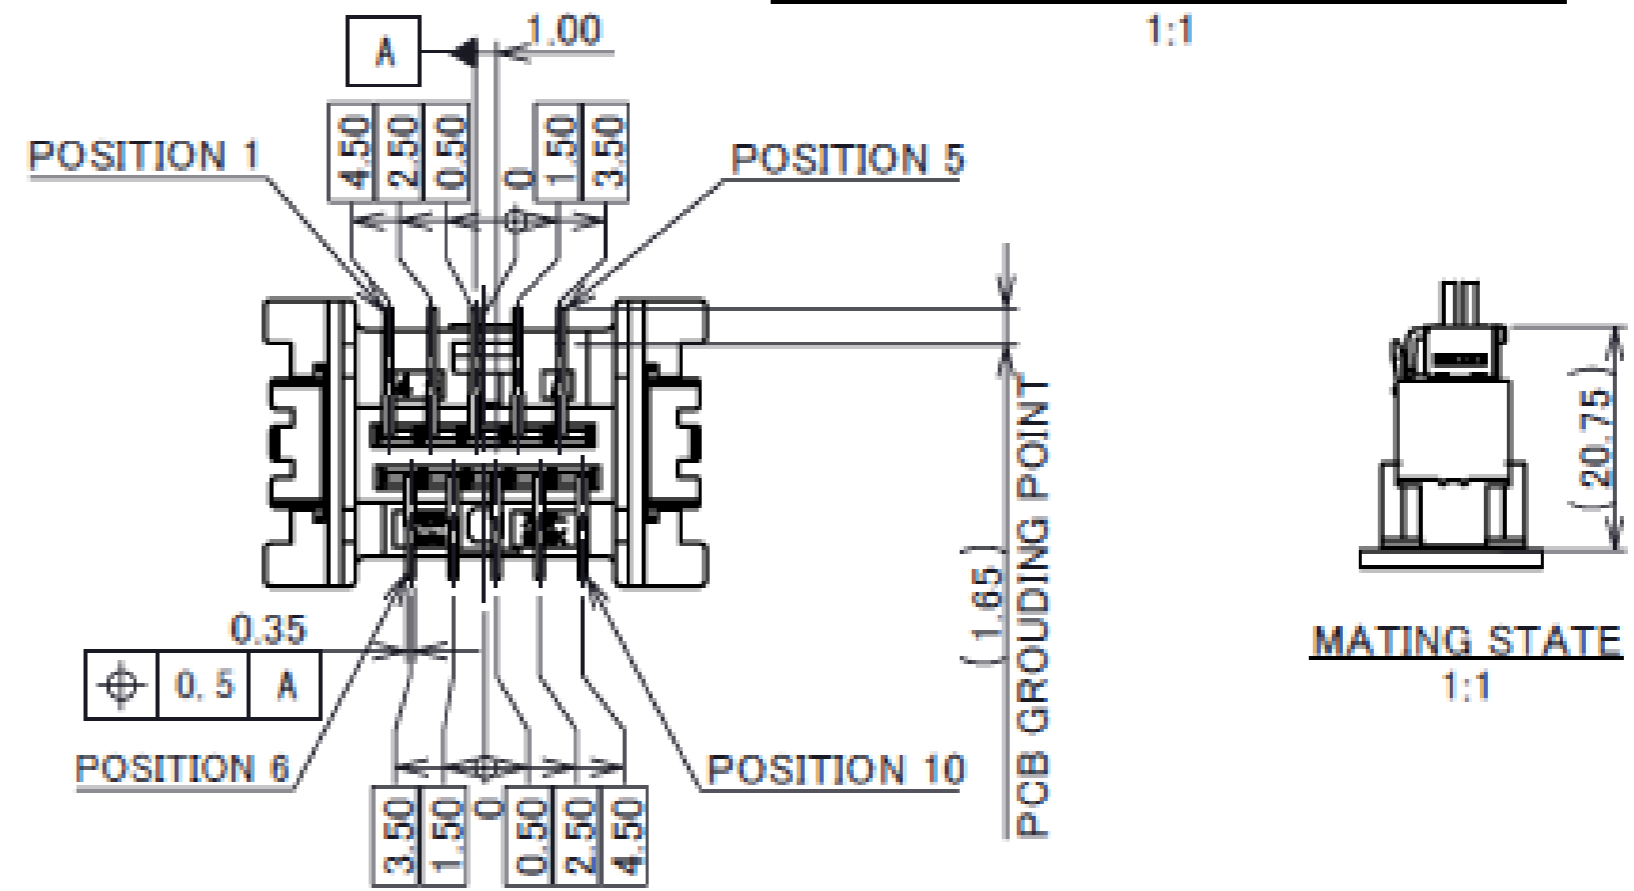 1:1
A
1.00
4.50
2.50
0.50
0
1.50
3.50
POSITION 1
POSITION 5
(1.65)
PCB GROUDING POINT
(20.75)
MATING STATE
1:1
0.35
0.5 A
POSITION 6
POSITION 10
3.50
1.50
0
0.50
2.50
4.50